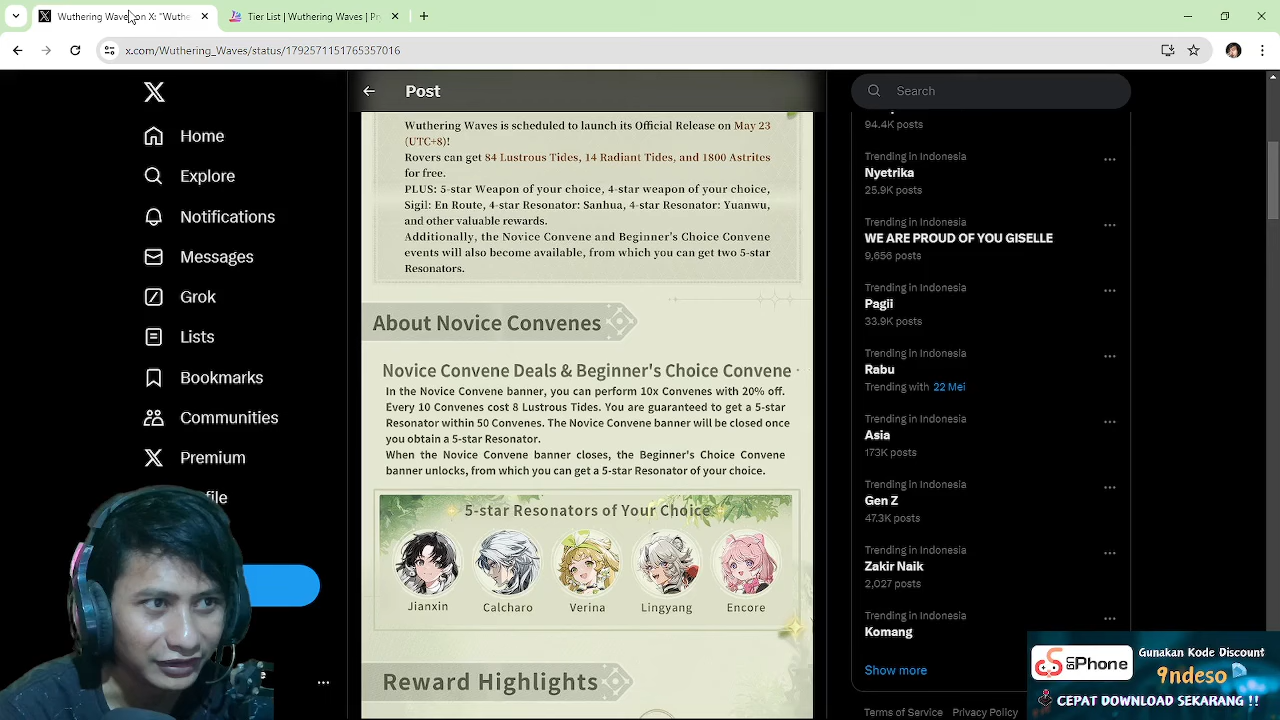 Wuthering Waves | P
x.com/Wuthering_Waves/status/1792571151765357016
Home
Explore
Notifications
Messages
Grok
Lists
Bookmarks
Communities
Premium
file
Post
Wuthering Waves is scheduled to launch its Official Release on May 23
(UTC+8)!
Rovers can get 84 Lustrous Tides, 14 Radiant Tides, and 1800 Astrites
for free.
PLUS: 5-star Weapon of your choice, 4-star weapon of your choice,
Sigil: En Route, 4-star Resonator: Sanhua, 4-star Resonator: Yuanwu,
and other valuable rewards.
Additionally, the Novice Convene and Beginner's Choice Convene
events will also become available, from which you can get two 5-star
Resonators.
About Novice Convenes
Novice Convene Deals & Beginner's Choice Convene
In the Novice Convene banner, you can perform 10x Convenes with 20% off.
Every 10 Convenes cost 8 Lustrous Tides. You are guaranteed to get a 5-star
Resonator within 50 Convenes. The Novice Convene banner will be closed once
you obtain a 5-star Resonator.
When the Novice Convene banner closes, the Beginner's Choice Convene
banner unlocks, from which you can get a 5-star Resonator of your choice.
5-star Resonators of Your Choice
Jianxin
Calcharo
Verina
Lingyang
Encore
Reward Highlights
Search
94.4K posts
Trending in Indonesia
Nyetrika
25.9K posts
Trending in Indonesia
WE ARE PROUD OF YOU GISELLE
9,656 posts
Trending in Indonesia
Pagii
33.9K posts
Trending in Indonesia
Rabu
Trending with 22 Mei
Trending in Indonesia
Asia
173K posts
Trending in Indonesia
Gen Z
47.3K posts
Trending in Indonesia
Zakir Naik
2,027 posts
Trending in Indonesia
Komang
Show more
Terms of Service Privacy Policy
Gunakan Kode Discount
9ndeso
CEPAT DOWNLOAD SEKARANG !!